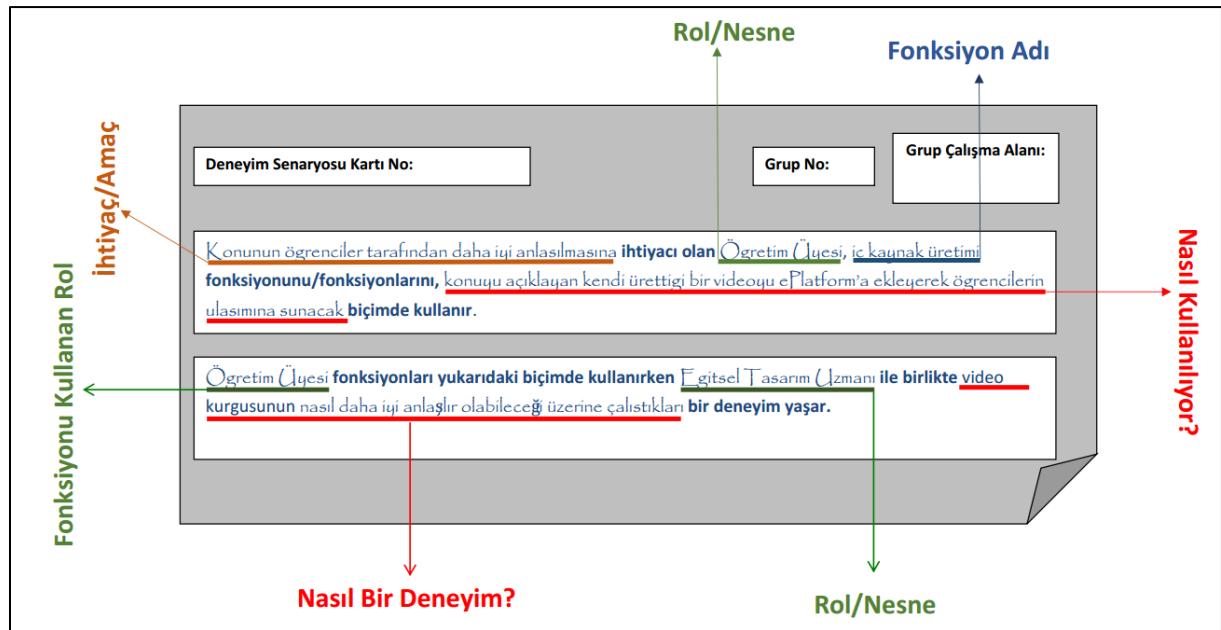 Rol/Nesne
Fonksiyon Adı
İhtiyaç/Amaç
Deneyim Senaryosu Kartı No:
Grup No:
Grup Çalışma Alanı:
Konunun ögrenciler tarafından daha iyi anlasılmasına ihtiyacı olan Ögretim Üyesi, ic kaynak üretimi
fonksiyonunu/fonksiyonlarını, konuyu açıklayan kendi ürettigi bir videoyu ePlatform'a ekleyerek ögrencilerin
ulasımına sunacak biçimde kullanır.
Nasıl Kullanılıyor?
Fonksiyonu Kullanan Rol
Ögretim Üyesi fonksiyonları yukarıdaki biçimde kullanırken Egitsel Tasarım Uzmanı ile birlikte video
kurgusunun nasıl daha iyi anlaşlır olabileceği üzerine çalıstıkları bir deneyim yaşar.
Nasıl Bir Deneyim?
Rol/Nesne